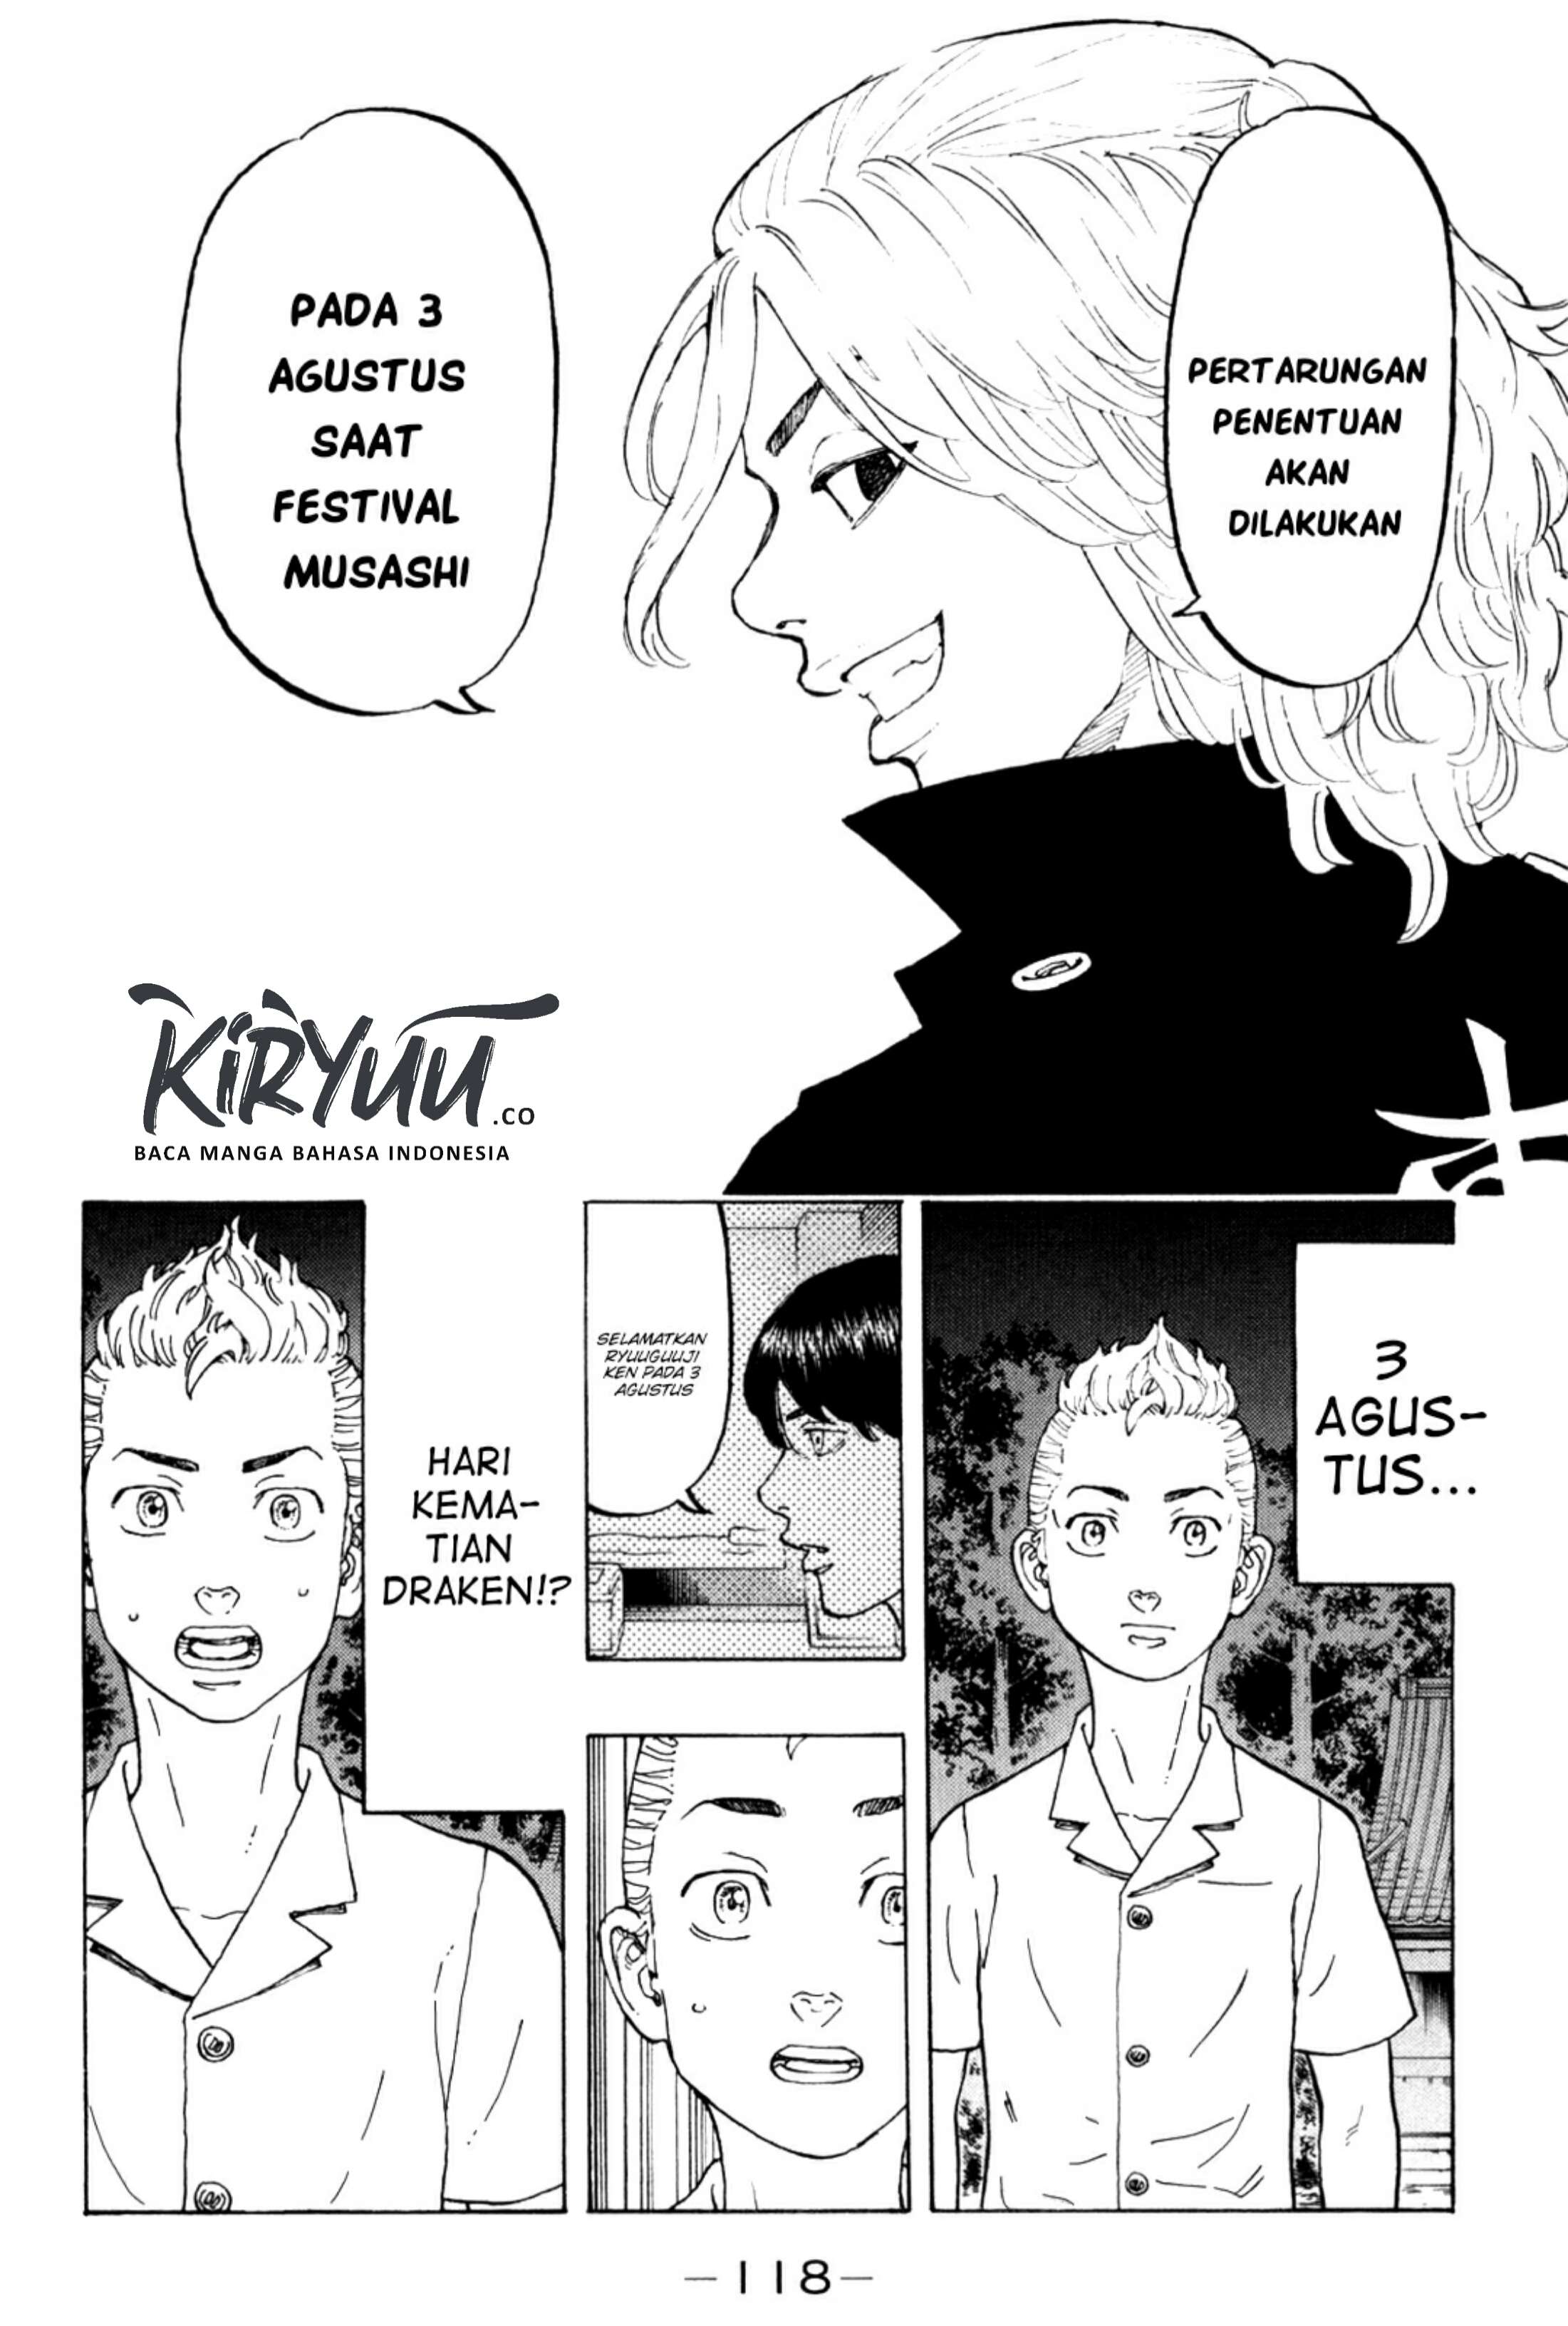 PERTARUNGAN
PENENTUAN
AKAN
DILAKUKAN
PADA 3
AGUSTUS
SAAT
FESTIVAL
MUSASHI
KIRYUU.CO
BACA MANGA BAHASA INDONESIA
3
AGUS-
TUS...
SELAMATKAN
RYUUGUUJI
KEN PADA 3
AGUSTUS
HARI
KEMA-
TIAN
DRAKEN!?
—118—